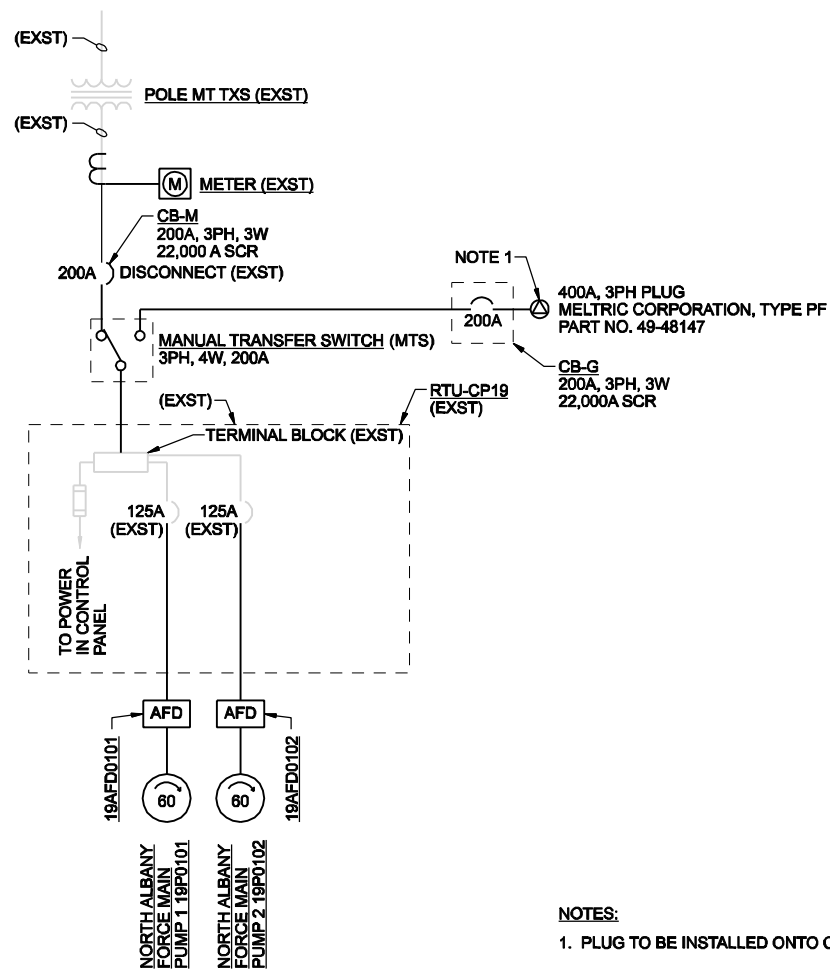 (EXST)
POLE MT TXS (EXST)
(EXST)
M
METER (EXST)
CB-M
200A, 3PH, 3W
22,000 A SCR
200A
DISCONNECT (EXST)
NOTE 1
200A
400A, 3PH PLUG
MELTRIC CORPORATION, TYPE PF
PART NO. 49-48147
MANUAL TRANSFER SWITCH (MTS)
3PH, 4W, 200A
CB-G
200A, 3PH, 3W
22,000A SCR
(EXST)
RTU-CP19
(EXST)
TERMINAL BLOCK (EXST)
125A
(EXST)
125A
(EXST)
TO POWER
IN CONTROL
PANEL
AFD
AFD
19AFD0101
19AFD0102
60
60
NORTH ALBANY
FORCE MAIN
PUMP 1 19P0101
NORTH ALBANY
FORCE MAIN
PUMP 2 19P0102
NOTES:
1. PLUG TO BE INSTALLED ONTO